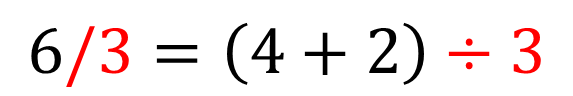 6/3 = (4 + 2) ÷ 3